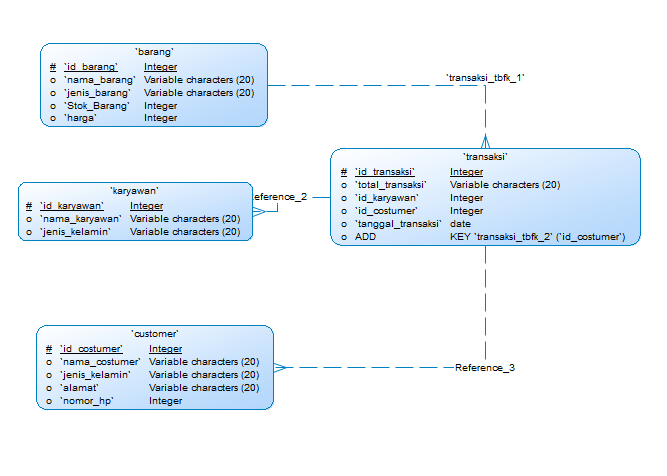 `barang`
# `id_barang` Integer
o `nama_barang` Variable characters (20)
o `jenis_barang` Variable characters (20)
o `Stok_Barang` Integer
o `harga` Integer
`transaksi_tbfk_1`
`transaksi`
# `id_transaksi` Integer
o `total_transaksi` Variable characters (20)
o `id_karyawan` Integer
o `id_costumer` Integer
o `tanggal_transaksi` date
o ADD KEY `transaksi_tbfk_2` (`id_costumer`)
`karyawan`
# `id_karyawan` Integer
o `nama_karyawan` Variable characters (20)
o `jenis_kelamin` Variable characters (20)
eference_2
`customer`
# `id_costumer` Integer
o `nama_costumer` Variable characters (20)
o `jenis_kelamin` Variable characters (20)
o `alamat` Variable characters (20)
o `nomor_hp` Integer
Reference_3